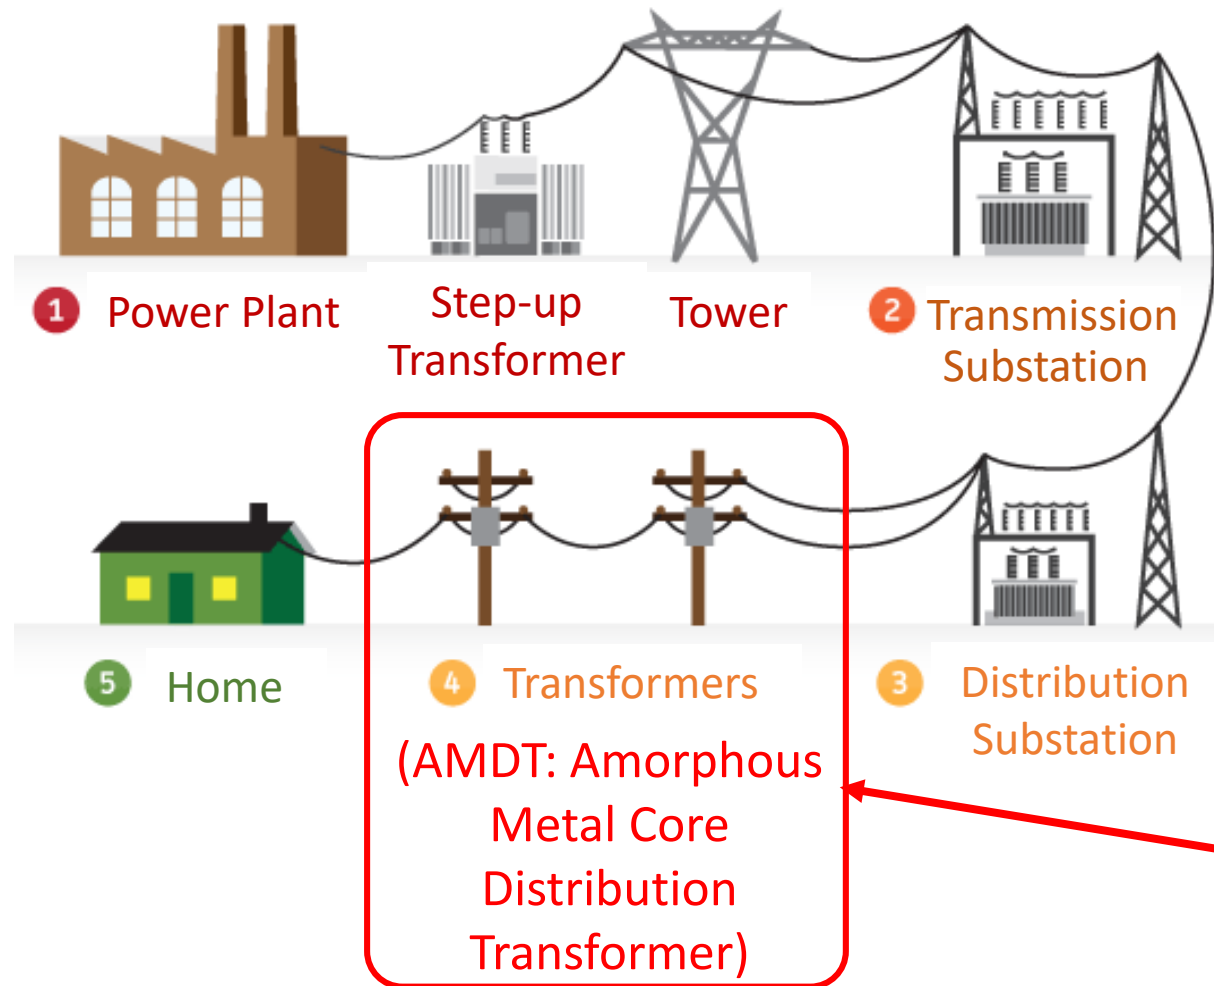 1 Power Plant
Step-up
Transformer
Tower
2 Transmission
Substation
5 Home
4 Transformers
(AMDT: Amorphous
Metal Core
Distribution
Transformer)
3 Distribution
Substation